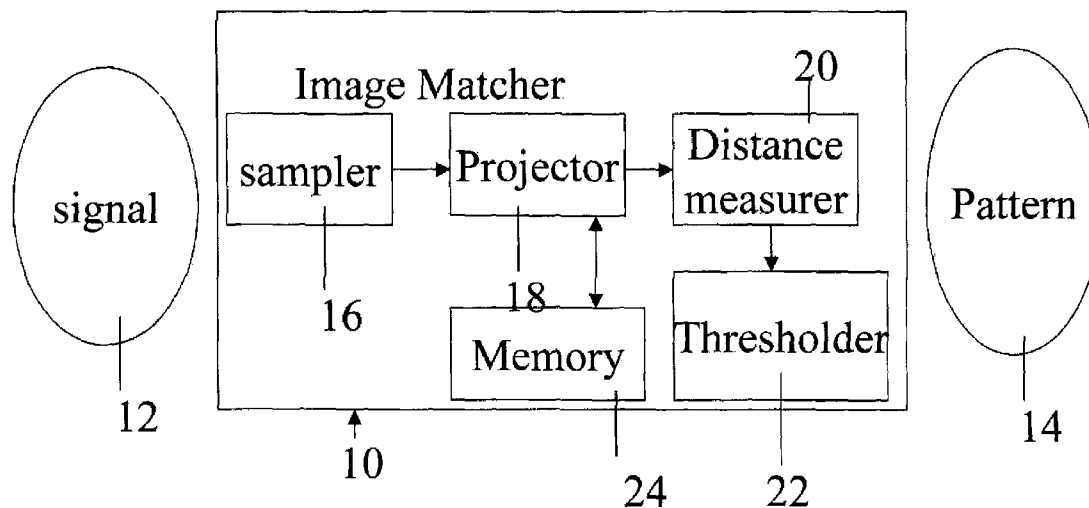 Image Matcher
20
signal
sampler
Projector
Distance
measurer
Pattern
16
18
Memory
Thresholder
12
10
24
22
14